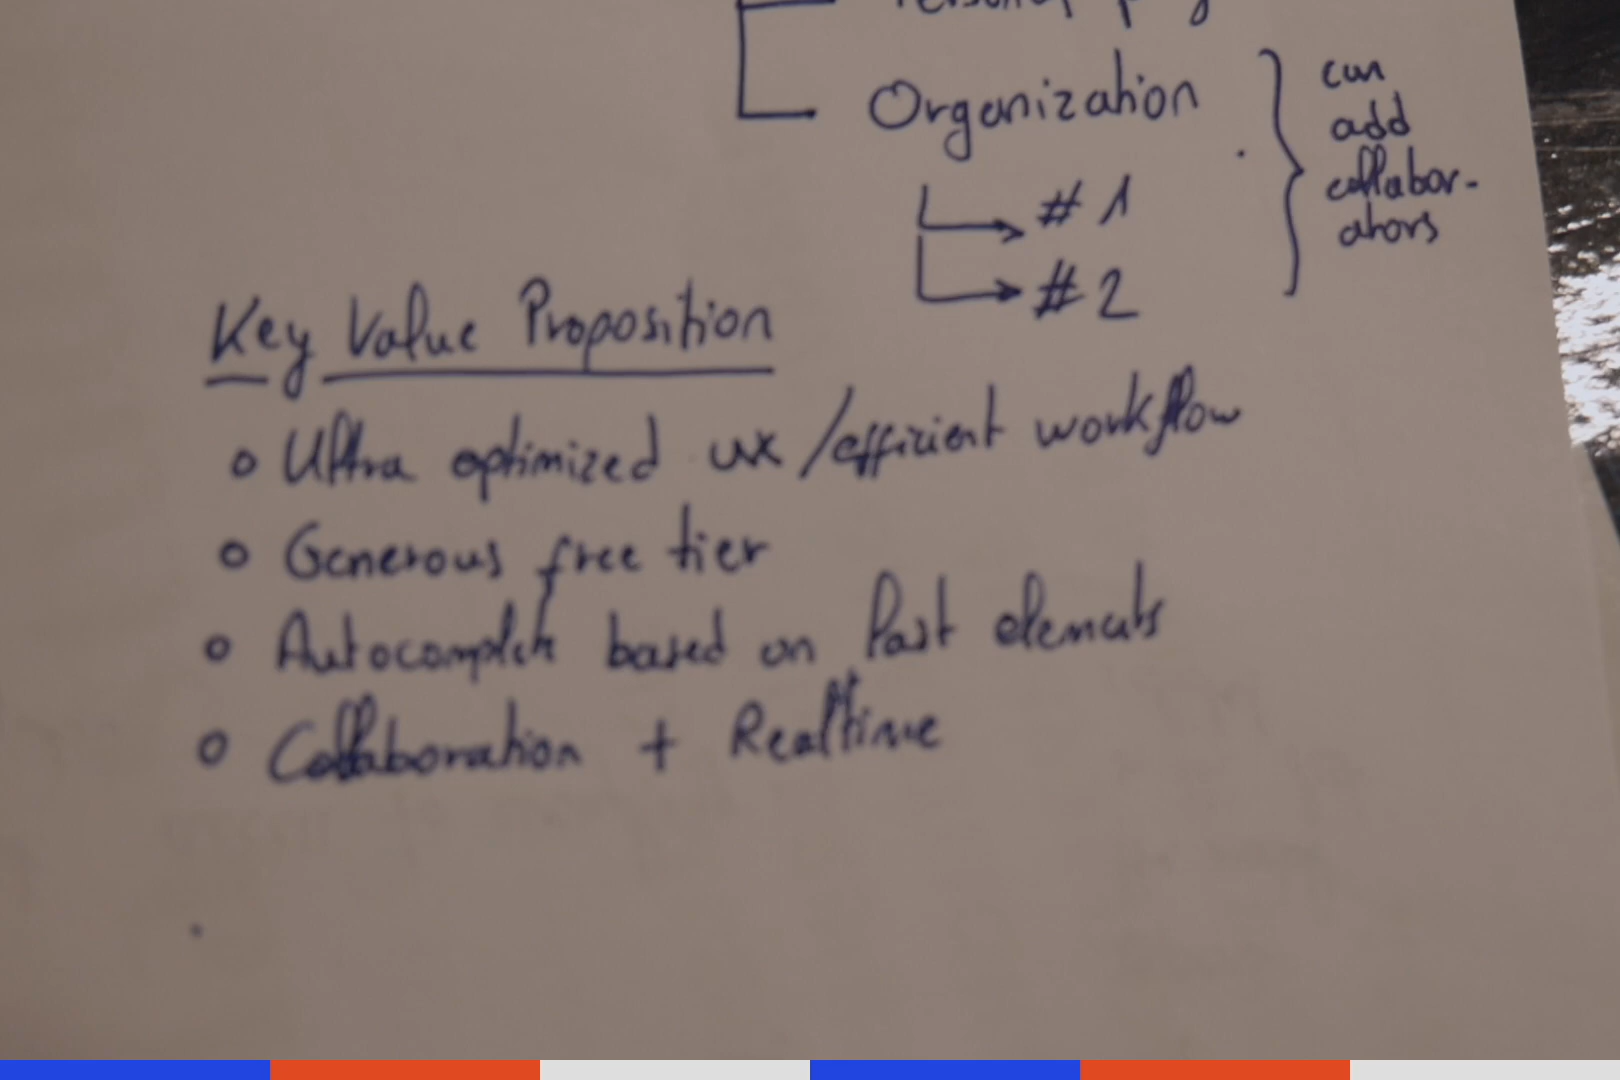 Personal
Organization
can
add
collabor-
ators
# 1
# 2
Key Value Proposition
Ultra optimized ux / efficient workflow
Generous free tier
Autocomplete based on Past elements
Collaboration + Realtime